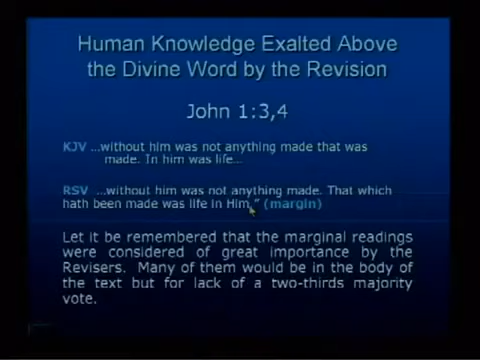 Human Knowledge Exalted Above
the Divine Word by the Revision
John 1:3,4
KJV ...without him was not anything made that was
made. In him was life...
RSV ...without him was not anything made. That which
hath been made was life in Him," (margin)
Let it be remembered that the marginal readings
were considered of great importance by the
Revisers. Many of them would be in the body of
the text but for lack of a two-thirds majority
vote.